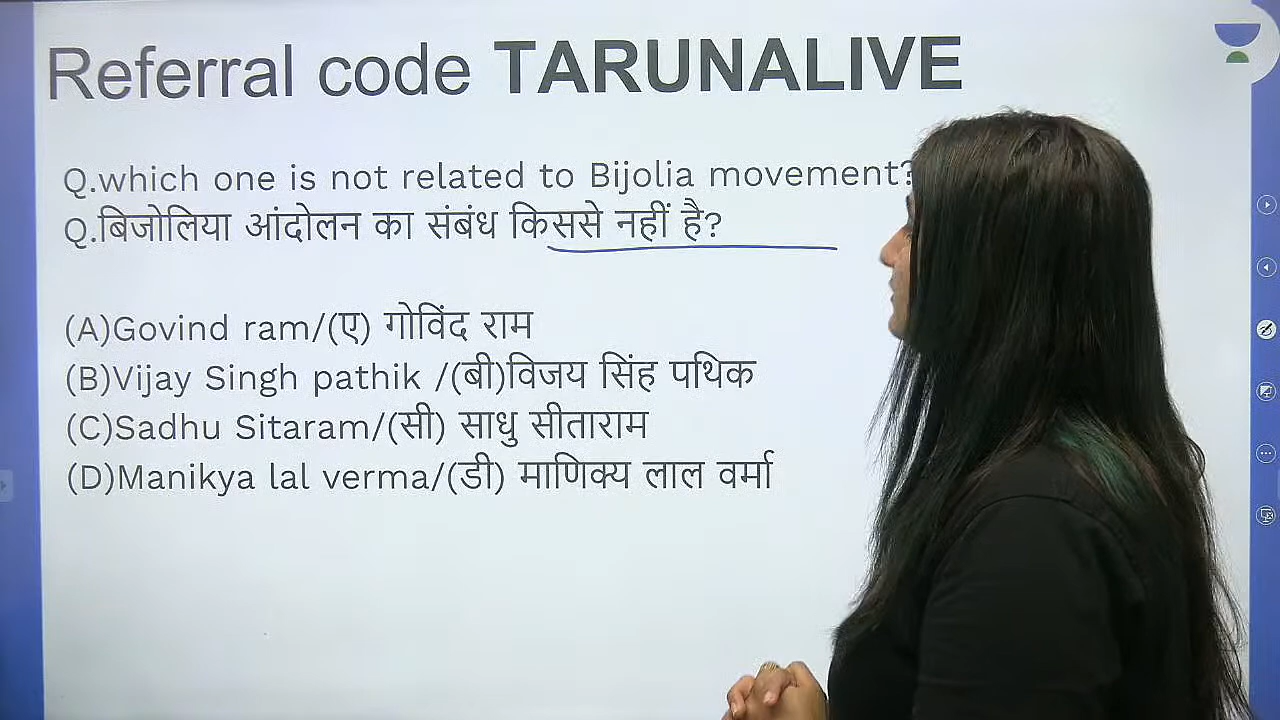 Referral code TARUNALIVE
Q.which one is not related to Bijolia movement?
Q.बिजोलिया आंदोलन का संबंध किससे नहीं है?
(A)Govind ram/(ए) गोविंद राम
(B)Vijay Singh pathik /(बी)विजय सिंह पथिक
(C)Sadhu Sitaram/(सी) साधु सीताराम
(D)Manikya lal verma/(डी) माणिक्य लाल वर्मा